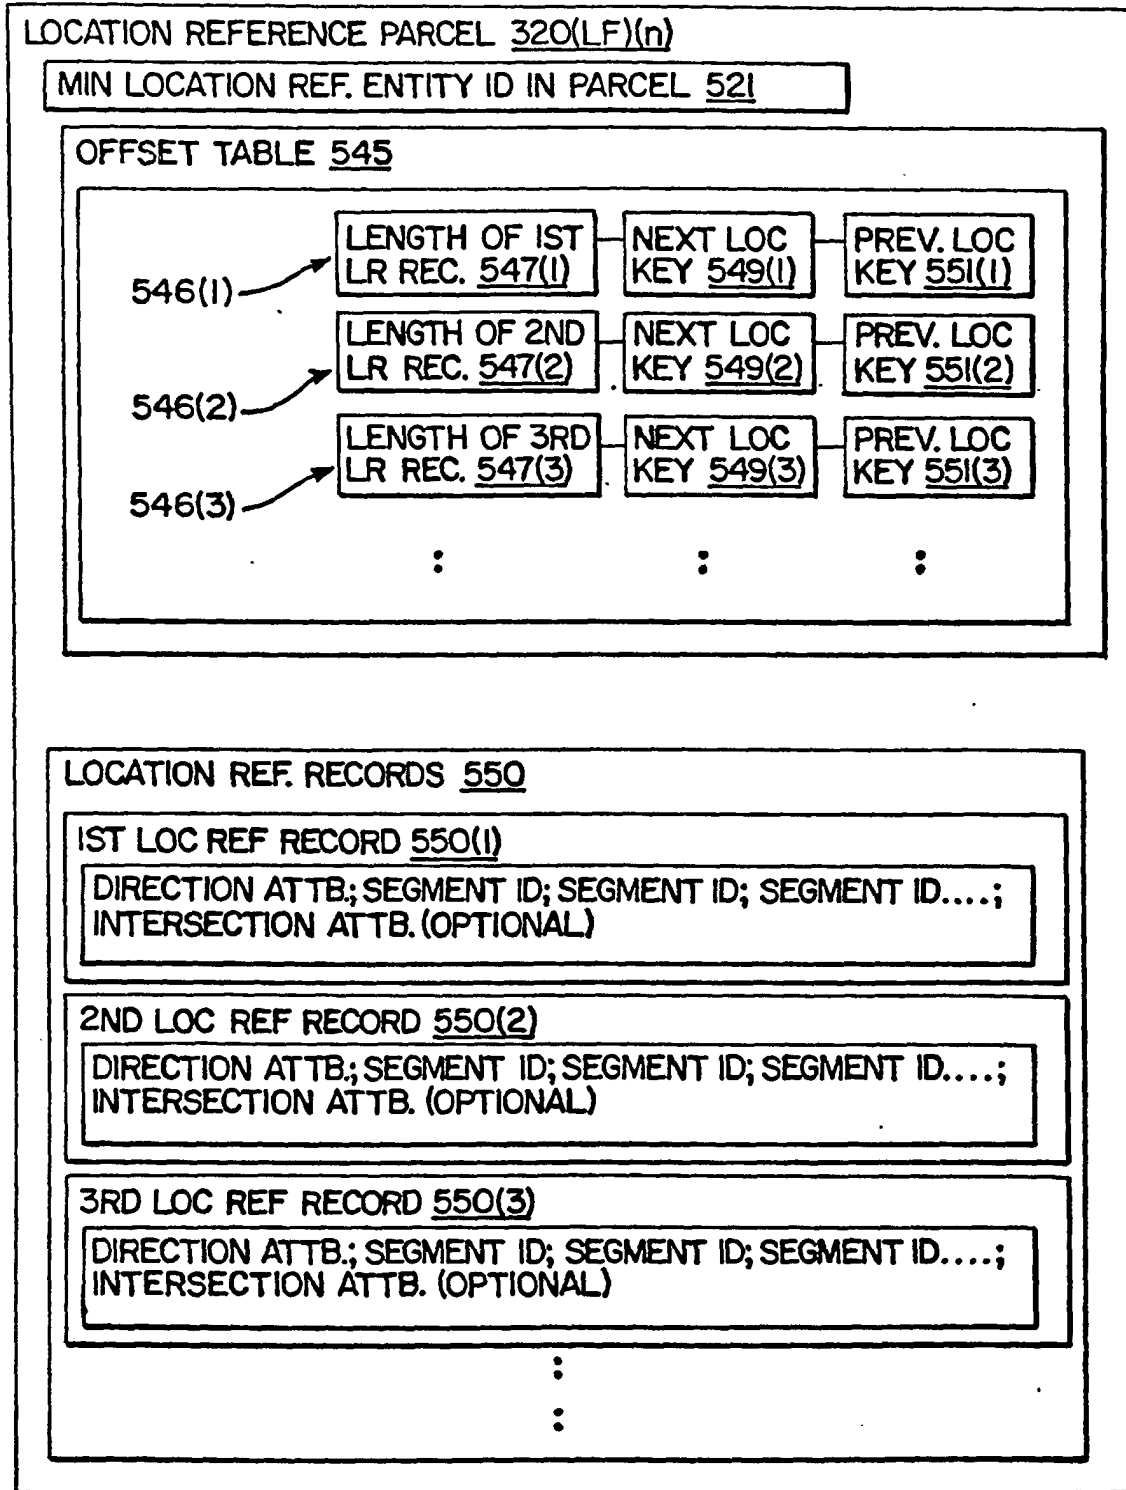 LOCATION REFERENCE PARCEL 320(LF)(n)
MIN LOCATION REF. ENTITY ID IN PARCEL 521
OFFSET TABLE 545
546(1)
LENGTH OF 1ST
LR REC. 547(1)
NEXT LOC
KEY 549(1)
PREV. LOC
KEY 551(1)
546(2)
LENGTH OF 2ND
LR REC. 547(2)
NEXT LOC
KEY 549(2)
PREV. LOC
KEY 551(2)
546(3)
LENGTH OF 3RD
LR REC. 547(3)
NEXT LOC
KEY 549(3)
PREV. LOC
KEY 551(3)
LOCATION REF. RECORDS 550
1ST LOC REF RECORD 550(1)
DIRECTION ATTB.; SEGMENT ID; SEGMENT ID; SEGMENT ID....;
INTERSECTION ATTB. (OPTIONAL)
2ND LOC REF RECORD 550(2)
DIRECTION ATTB.; SEGMENT ID; SEGMENT ID; SEGMENT ID....;
INTERSECTION ATTB. (OPTIONAL)
3RD LOC REF RECORD 550(3)
DIRECTION ATTB.; SEGMENT ID; SEGMENT ID; SEGMENT ID....;
INTERSECTION ATTB. (OPTIONAL)